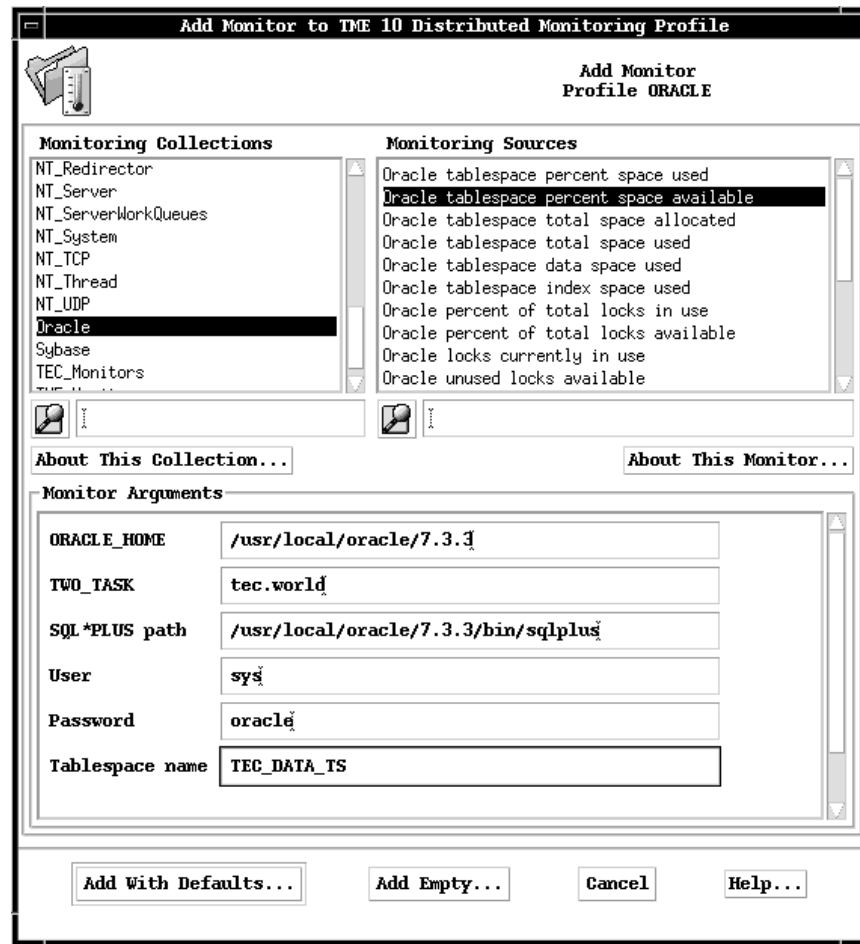 Add Monitor to TME 10 Distributed Monitoring Profile
Add Monitor
Profile ORACLE
Monitoring Collections
NT_Redirector
NT_Server
NT_ServerWorkQueues
NT_System
NT_TCP
NT_Thread
NT_UDP
Oracle
Sybase
TEC_Monitors
Monitoring Sources
Oracle tablespace percent space used
Oracle tablespace percent space available
Oracle tablespace total space allocated
Oracle tablespace total space used
Oracle tablespace data space used
Oracle tablespace index space used
Oracle percent of total locks in use
Oracle percent of total locks available
Oracle locks currently in use
Oracle unused locks available
About This Collection...
About This Monitor...
Monitor Arguments
ORACLE_HOME /usr/local/oracle/7.3.3
TWO_TASK tec.world
SQL*PLUS path /usr/local/oracle/7.3.3/bin/sqlplus
User sys
Password oracle
Tablespace name TEC_DATA_TS
Add With Defaults... Add Empty... Cancel Help...